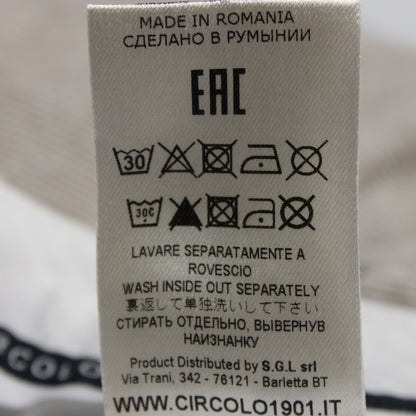 MADE IN ROMANIA
СДЕЛАНО В РУМЫНИИ
EAC
30
30C
LAVARE SEPARATAMENTE A
ROVESCIO
WASH INSIDE OUT SEPARATELY
裏返して単独洗いして下さい
СТИРАТЬ ОТДЕЛЬНО, ВЫВЕРНУВ
НАИЗНАНКУ
Product Distributed by S.G.L srl
Via Trani, 342 - 76121 - Barletta BT
WWW.CIRCOLO1901.IT
RCOLO